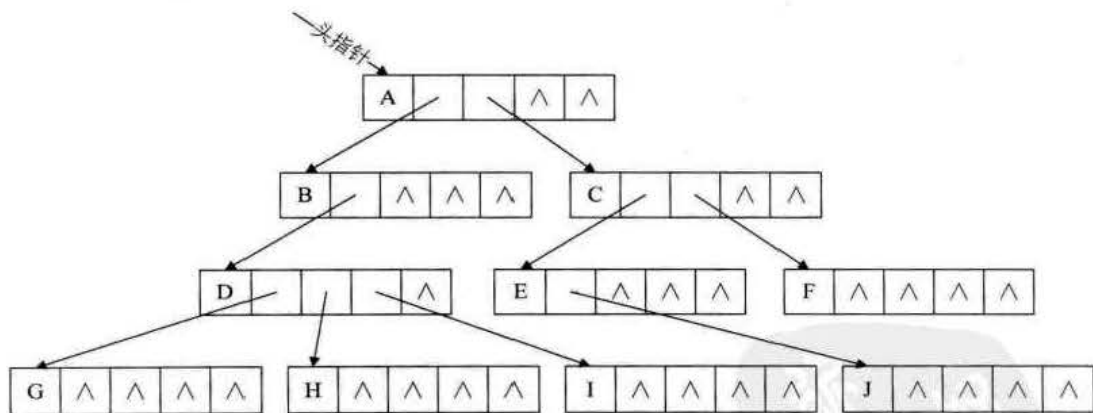 头指针
A ∧ ∧
B ∧ ∧ ∧ C ∧ ∧
D ∧ E ∧ ∧ ∧ F ∧ ∧ ∧ ∧
G ∧ ∧ ∧ ∧ H ∧ ∧ ∧ ∧ I ∧ ∧ ∧ ∧ J ∧ ∧ ∧ ∧